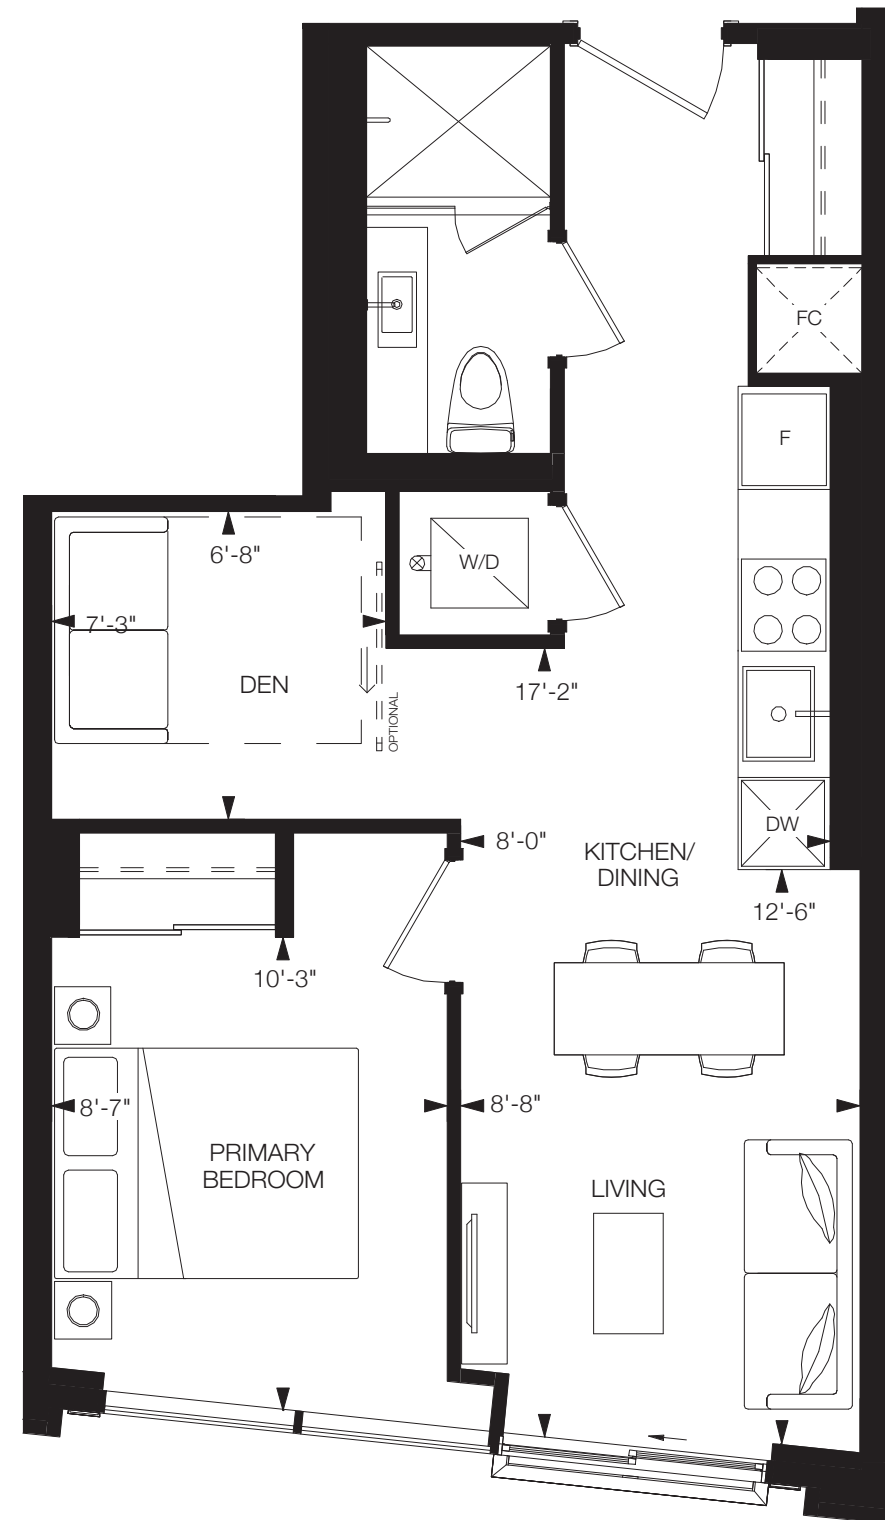 FC
F
6'-8"
W/D
7'-3"
DEN
17'-2"
OPTIONAL
DW
8'-0"
KITCHEN/
DINING
12'-6"
10'-3"
8'-7"
8'-8"
PRIMARY
BEDROOM
LIVING